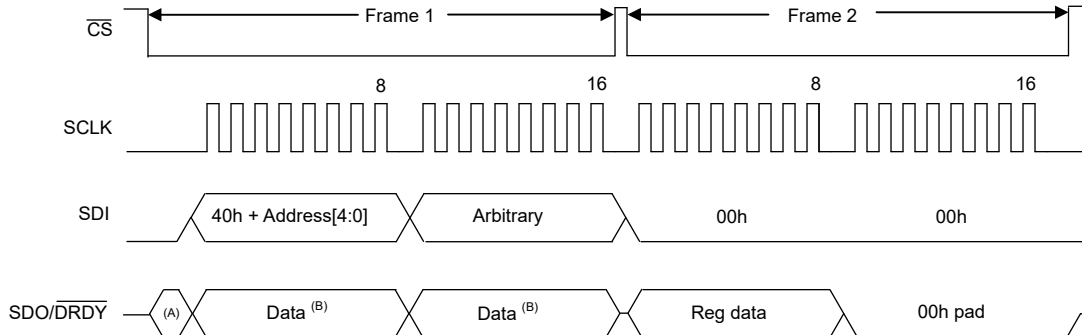 Frame 1 Frame 2
CS
8 16 8 16
SCLK
SDI 40h + Address[4:0] Arbitrary 00h 00h
SDO/DRDY (A) Data (B) Data (B) Reg data 00h pad